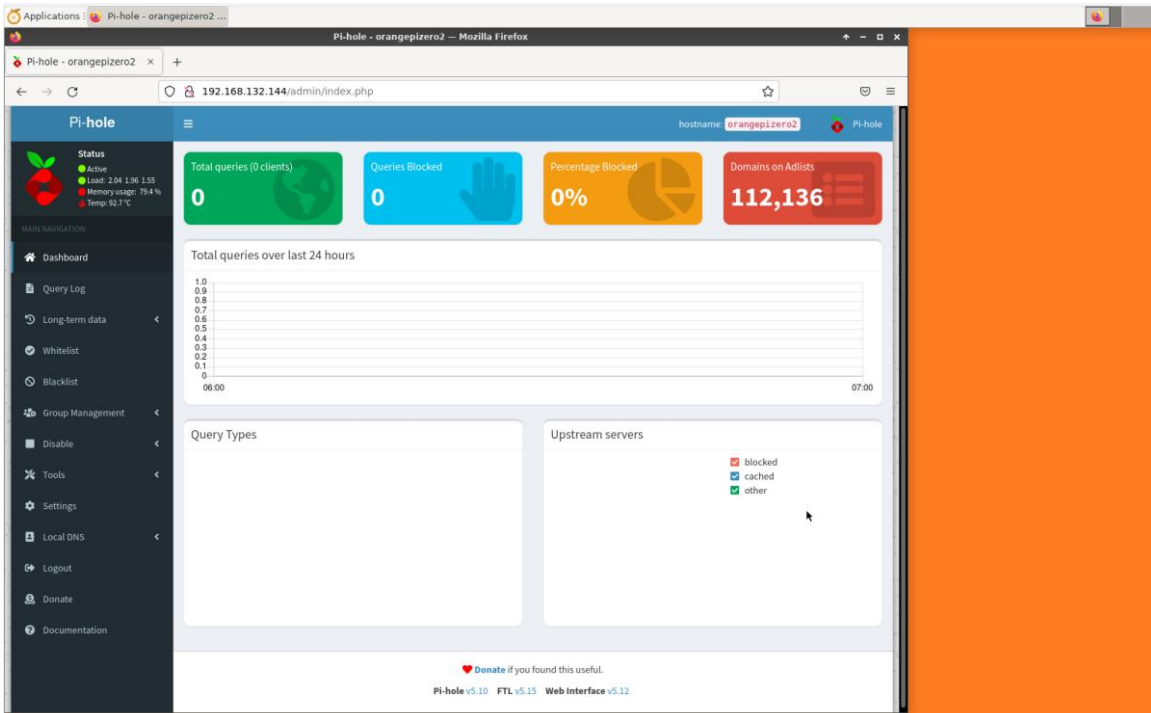 Applications
Pi-hole - orangepizero2 ...
Pi-hole - orangepizero2 — Mozilla Firefox
Pi-hole - orangepizero2
192.168.132.144/admin/index.php
Pi-hole
hostname: orangepizero2
Pi-hole
Status
Active
Load: 2.04 1.96 1.55
Memory usage: 79.4 %
Temp: 92.7 °C
MAIN NAVIGATION
Dashboard
Query Log
Long-term data
Whitelist
Blacklist
Group Management
Disable
Tools
Settings
Local DNS
Logout
Donate
Documentation
Total queries (0 clients)
0
Queries Blocked
0
Percentage Blocked
0%
Domains on Adlists
112,136
Total queries over last 24 hours
1.0
0.9
0.8
0.7
0.6
0.5
0.4
0.3
0.2
0.1
0
06:00 07:00
Query Types
Upstream servers
blocked
cached
other
Donate if you found this useful.
Pi-hole v5.10 FTL v5.15 Web Interface v5.12